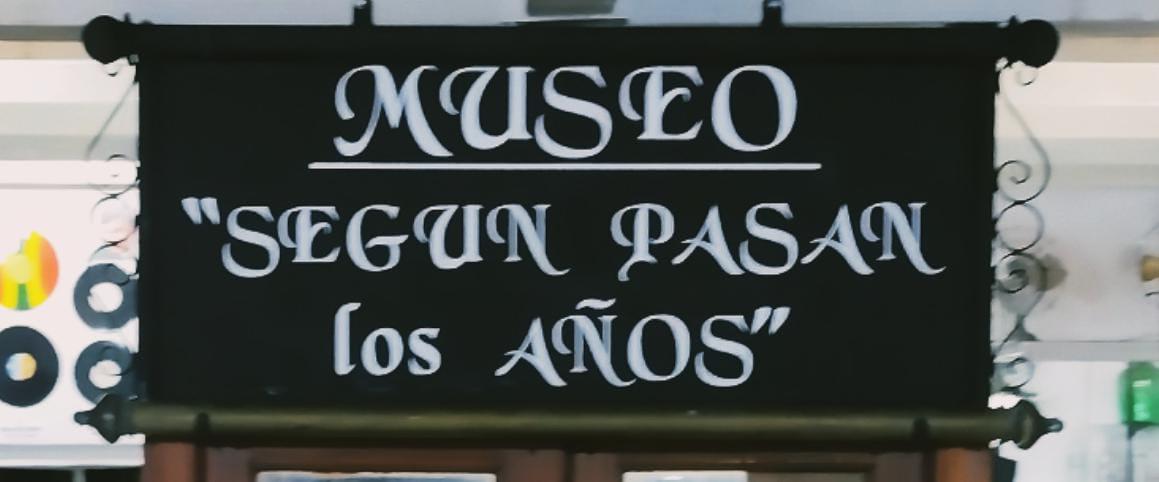 MUSEO
"SEGUN PASAN
los AÑOS"